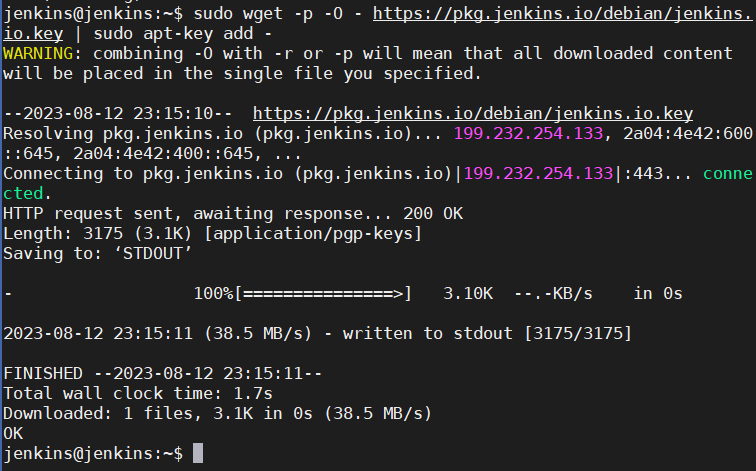 jenkins@jenkins:~$ sudo wget -p -O - https://pkg.jenkins.io/debian/jenkins.
io.key | sudo apt-key add -
WARNING: combining -O with -r or -p will mean that all downloaded content
will be placed in the single file you specified.
--2023-08-12 23:15:10--  https://pkg.jenkins.io/debian/jenkins.io.key
Resolving pkg.jenkins.io (pkg.jenkins.io)... 199.232.254.133, 2a04:4e42:600
::645, 2a04:4e42:400::645, ...
Connecting to pkg.jenkins.io (pkg.jenkins.io)|199.232.254.133|:443... conne
cted.
HTTP request sent, awaiting response... 200 OK
Length: 3175 (3.1K) [application/pgp-keys]
Saving to: ‘STDOUT’
-                  100%[===============>]   3.10K  --.-KB/s    in 0s
2023-08-12 23:15:11 (38.5 MB/s) - written to stdout [3175/3175]
FINISHED --2023-08-12 23:15:11--
Total wall clock time: 1.7s
Downloaded: 1 files, 3.1K in 0s (38.5 MB/s)
OK
jenkins@jenkins:~$